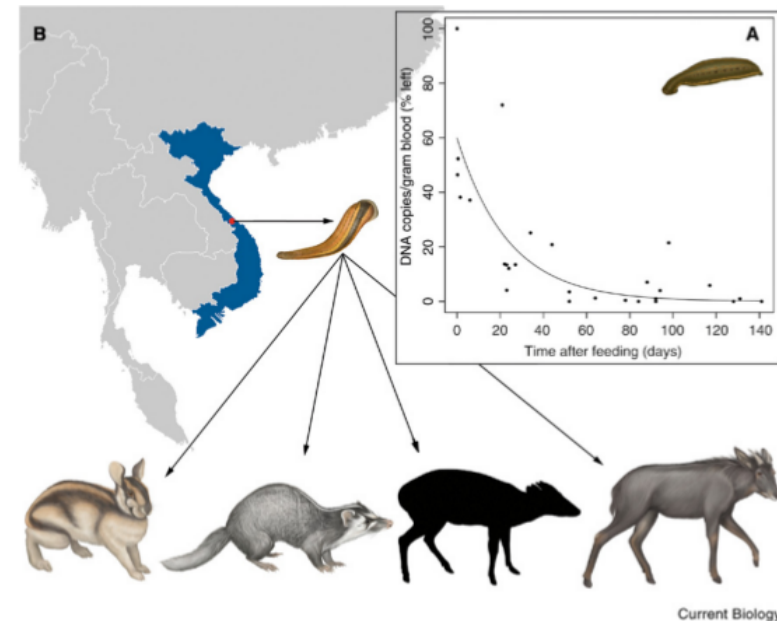 B
A
DNA copies/gram blood (% left)
100
80
60
40
20
0
0
20
40
60
80
100
120
140
Time after feeding (days)
Current Biology